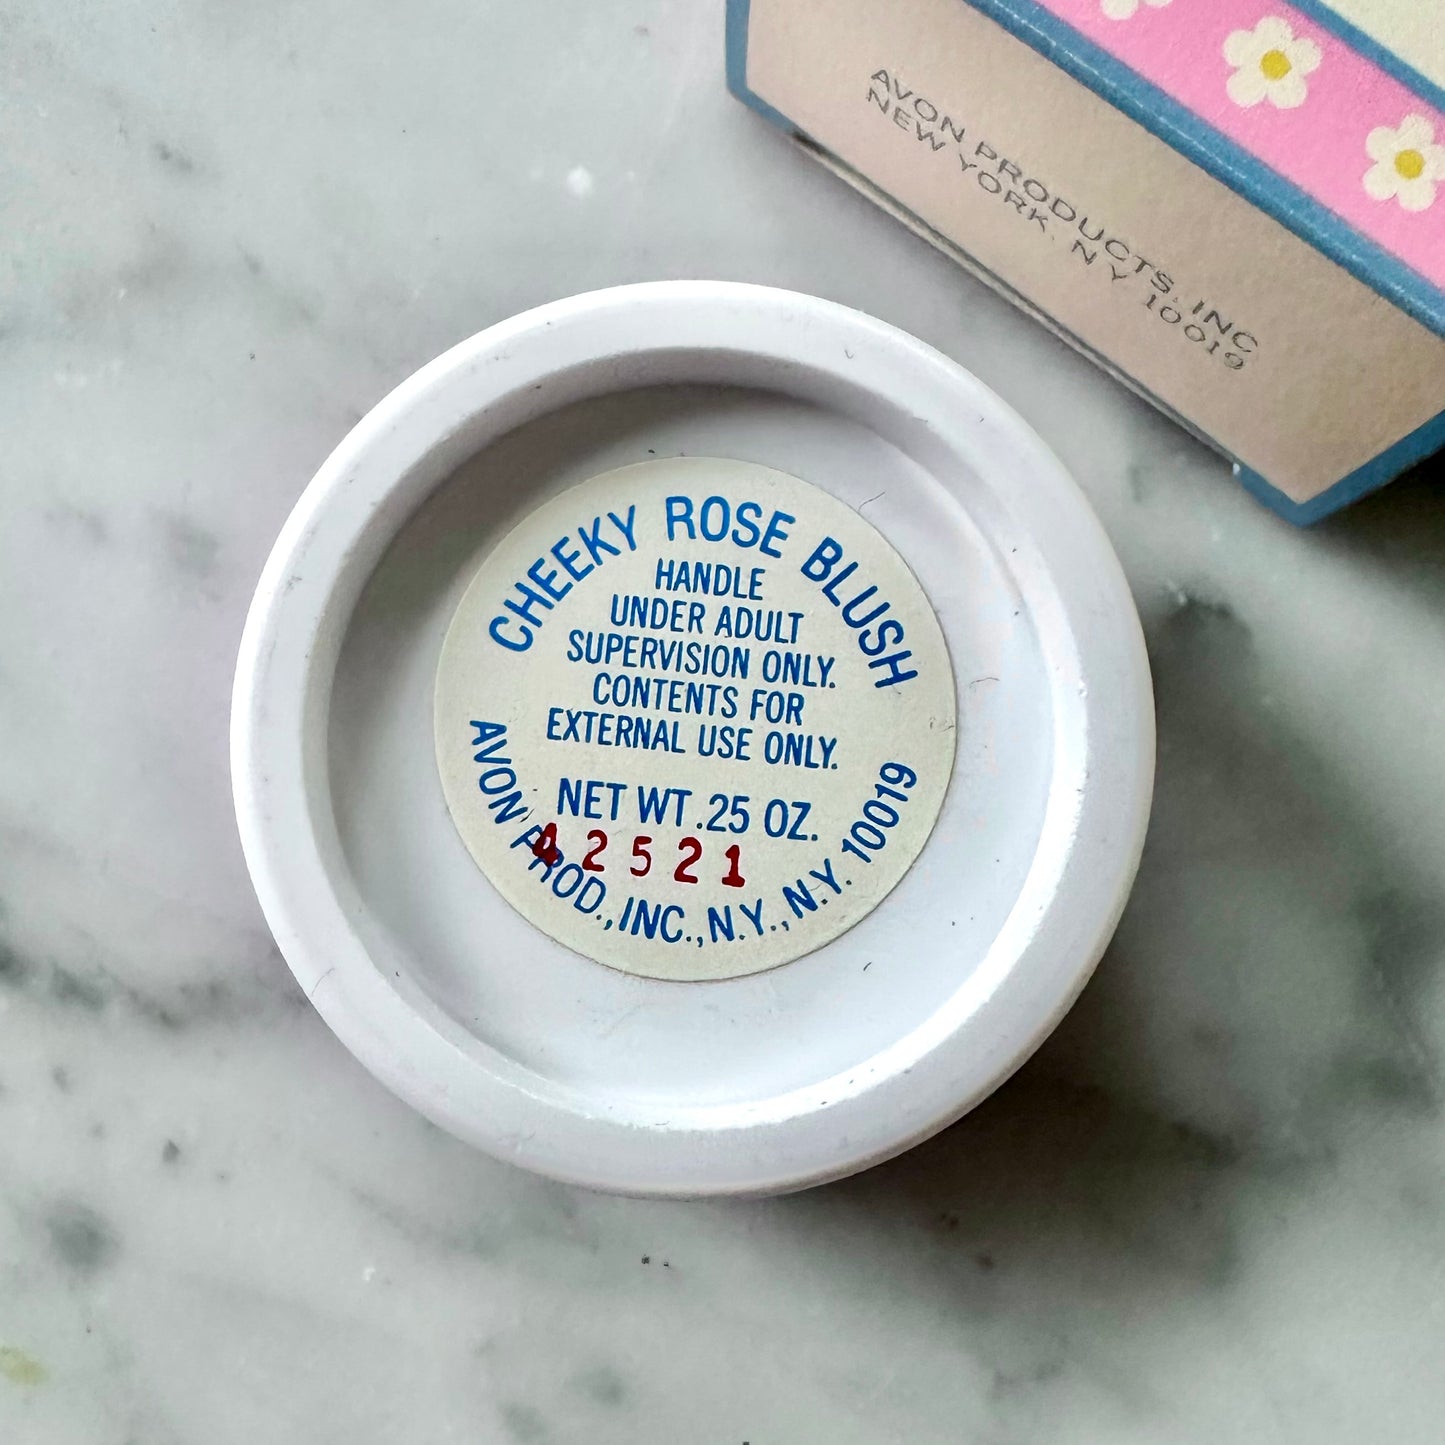 AVON PRODUCTS, INC
NEW YORK, N Y 10019
CHEEKY ROSE BLUSH
HANDLE
UNDER ADULT
SUPERVISION ONLY.
CONTENTS FOR
EXTERNAL USE ONLY.
NET WT .25 OZ.
42521
AVON PROD., INC., N.Y., N.Y. 10019